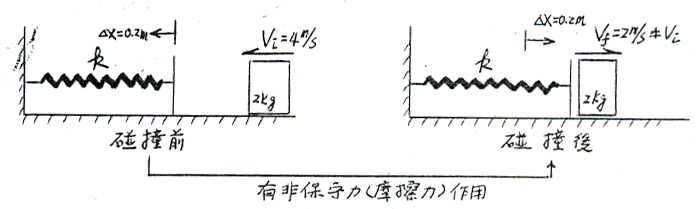 ΔX=0.2m
k
Vi=4m/s
2kg
碰撞前
ΔX=0.2m
k
Vf=2m/s≠Vi
2kg
碰撞後
有非保守力(摩擦力)作用